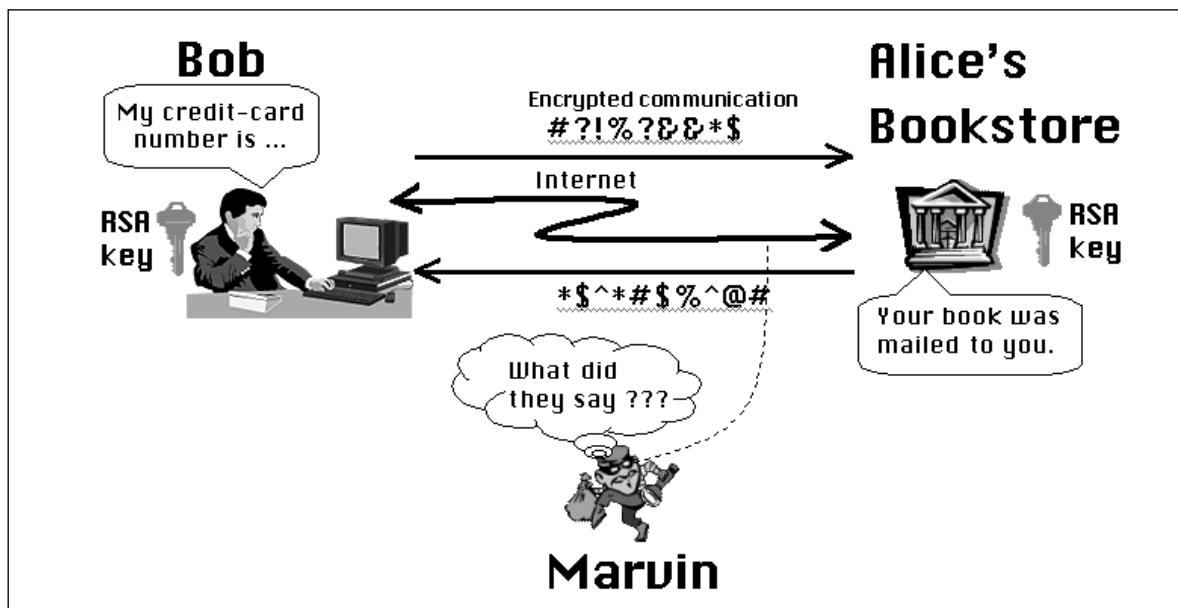 Bob
My credit-card
number is ...
RSA
key
Encrypted communication
#?!%?&&*$
Internet
*$^*#$%^@#
Alice's
Bookstore
RSA
key
Your book was
mailed to you.
What did
they say ???
Marvin